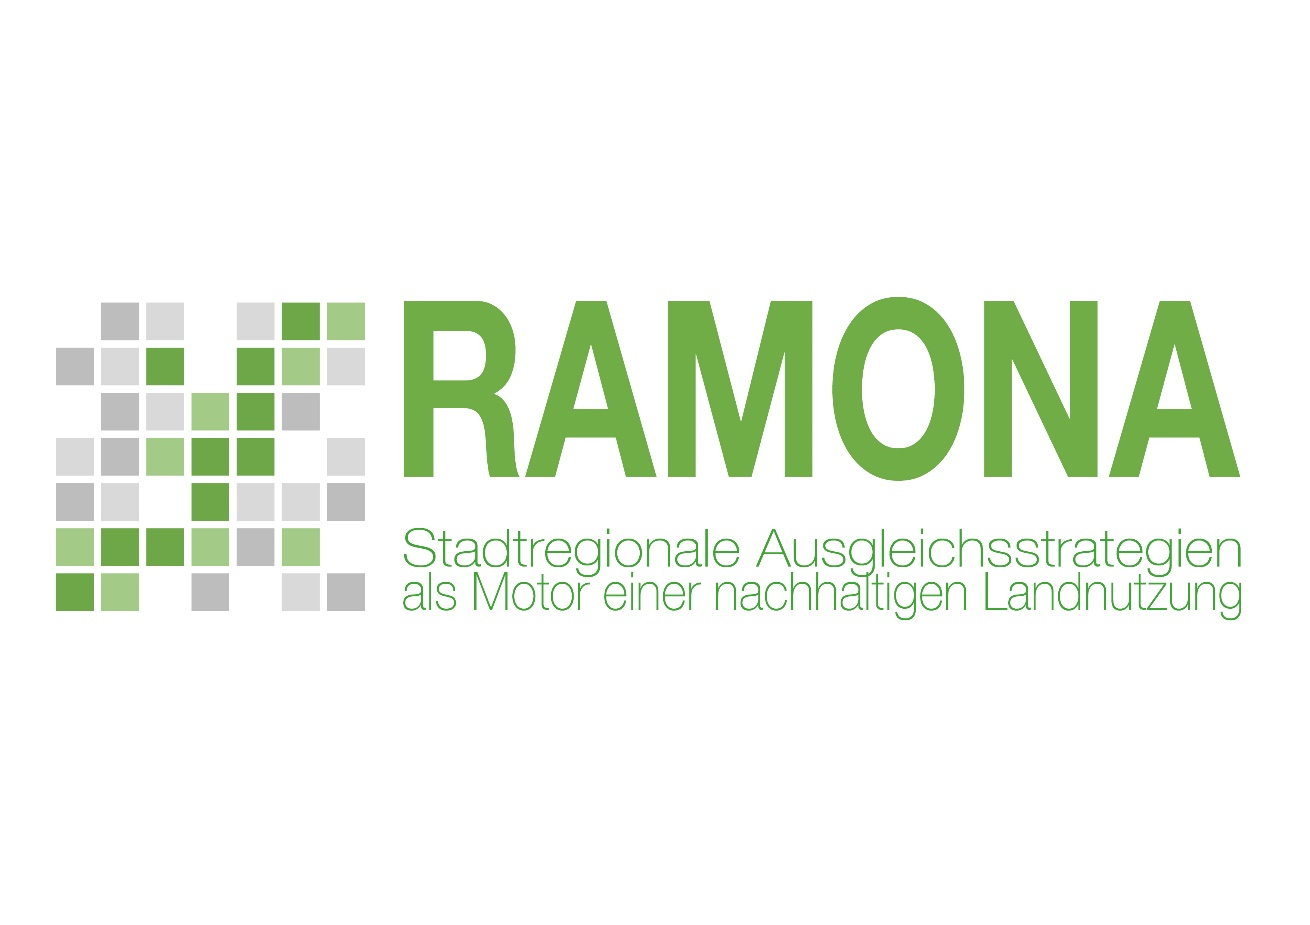 RAMONA
Stadtregionale Ausgleichsstrategien
als Motor einer nachhaltigen Landnutzung